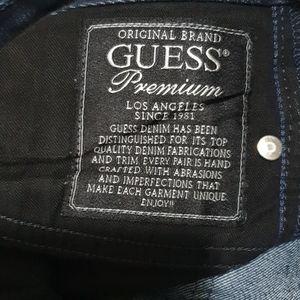 ORIGINAL BRAND
GUESS®
Premium
LOS ANGELES
SINCE 1981
GUESS DENIM HAS BEEN
DISTINGUISHED FOR ITS TOP
QUALITY DENIM FABRICATIONS
AND TRIM. EVERY PAIR IS HAND
CRAFTED, WITH ABRASIONS
AND IMPERFECTIONS THAT
MAKE EACH GARMENT UNIQUE.
ENJOY!!